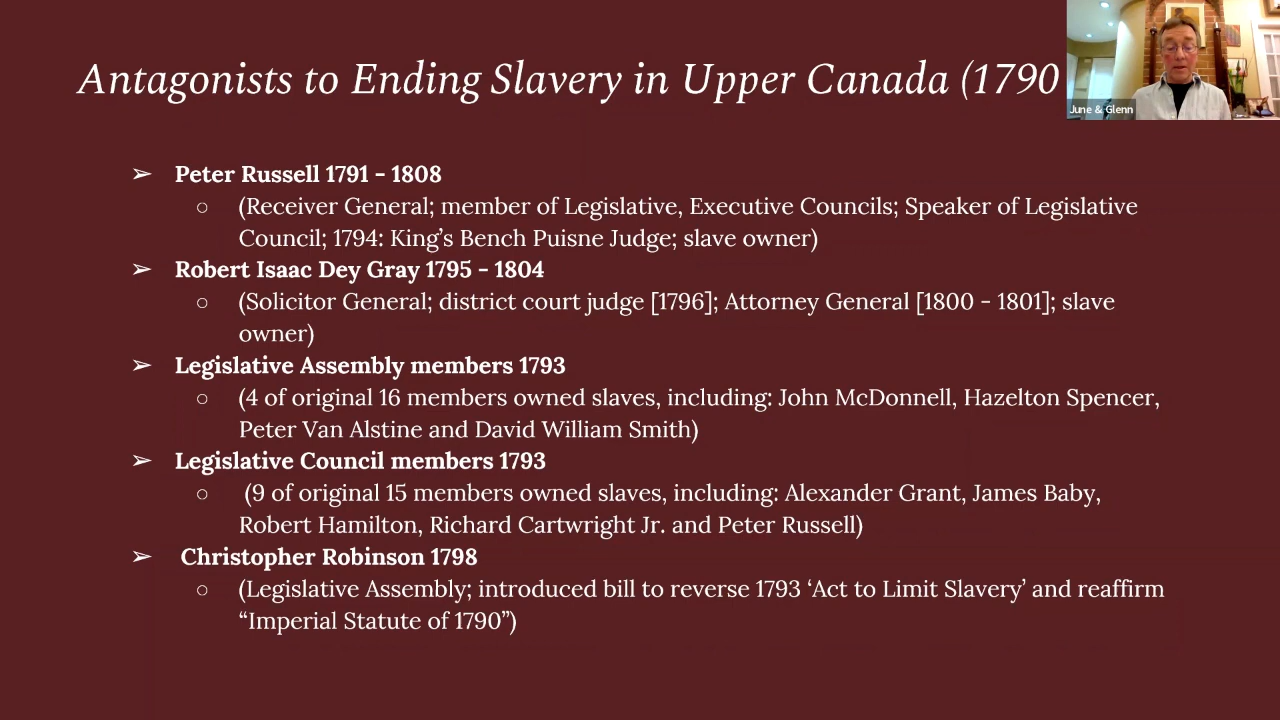 Antagonists to Ending Slavery in Upper Canada (1790
June & Glenn
➢ Peter Russell 1791 - 1808
○ (Receiver General; member of Legislative, Executive Councils; Speaker of Legislative
Council; 1794: King’s Bench Puisne Judge; slave owner)
➢ Robert Isaac Dey Gray 1795 - 1804
○ (Solicitor General; district court judge [1796]; Attorney General [1800 - 1801]; slave
owner)
➢ Legislative Assembly members 1793
○ (4 of original 16 members owned slaves, including: John McDonnell, Hazelton Spencer,
Peter Van Alstine and David William Smith)
➢ Legislative Council members 1793
○ (9 of original 15 members owned slaves, including: Alexander Grant, James Baby,
Robert Hamilton, Richard Cartwright Jr. and Peter Russell)
➢ Christopher Robinson 1798
○ (Legislative Assembly; introduced bill to reverse 1793 ‘Act to Limit Slavery’ and reaffirm
“Imperial Statute of 1790”)